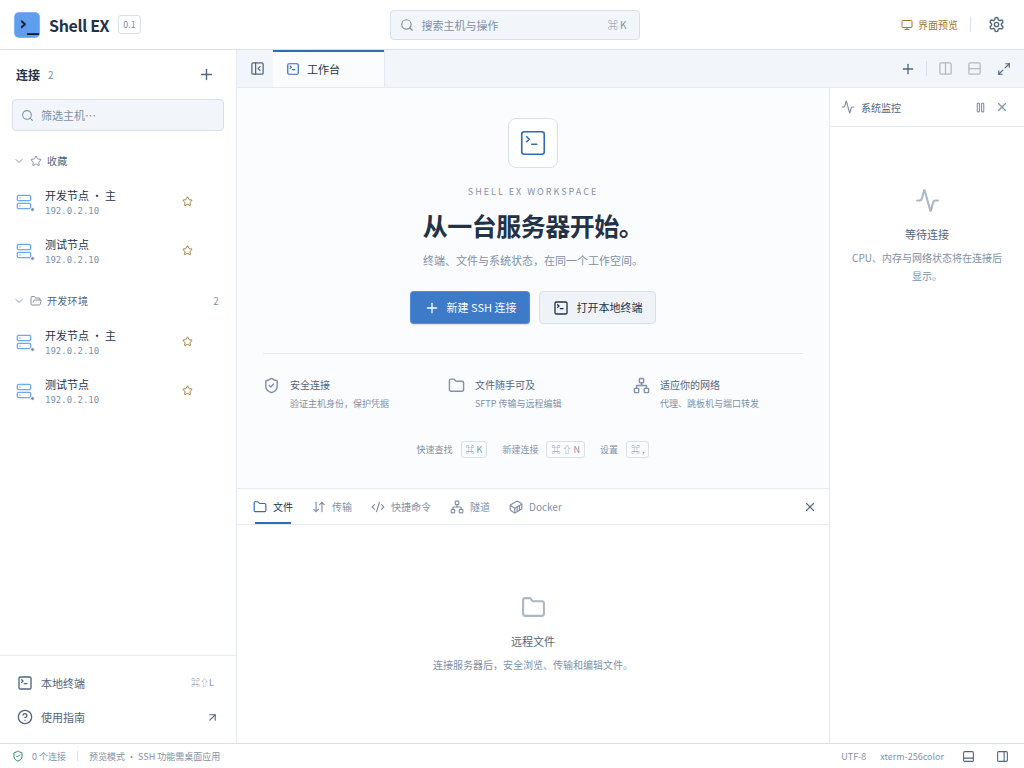 Shell EX 0.1
搜索主机与操作 ⌘K
界面预览
连接 2
筛选主机…
收藏
开发节点 · 主
192.0.2.10
测试节点
192.0.2.10
开发环境 2
开发节点 · 主
192.0.2.10
测试节点
192.0.2.10
本地终端 ⌘⇧L
使用指南
工作台
SHELL EX WORKSPACE
从一台服务器开始。
终端、文件与系统状态，在同一个工作空间。
新建 SSH 连接
打开本地终端
安全连接
验证主机身份，保护凭据
文件随手可及
SFTP 传输与远程编辑
适应你的网络
代理、跳板机与端口转发
快速查找 ⌘K 新建连接 ⌘⇧N 设置 ⌘,
文件 传输 快捷命令 隧道 Docker
远程文件
连接服务器后，安全浏览、传输和编辑文件。
系统监控
等待连接
CPU、内存与网络状态将在连接后
显示。
0 个连接 预览模式 · SSH 功能需桌面应用
UTF-8 xterm-256color